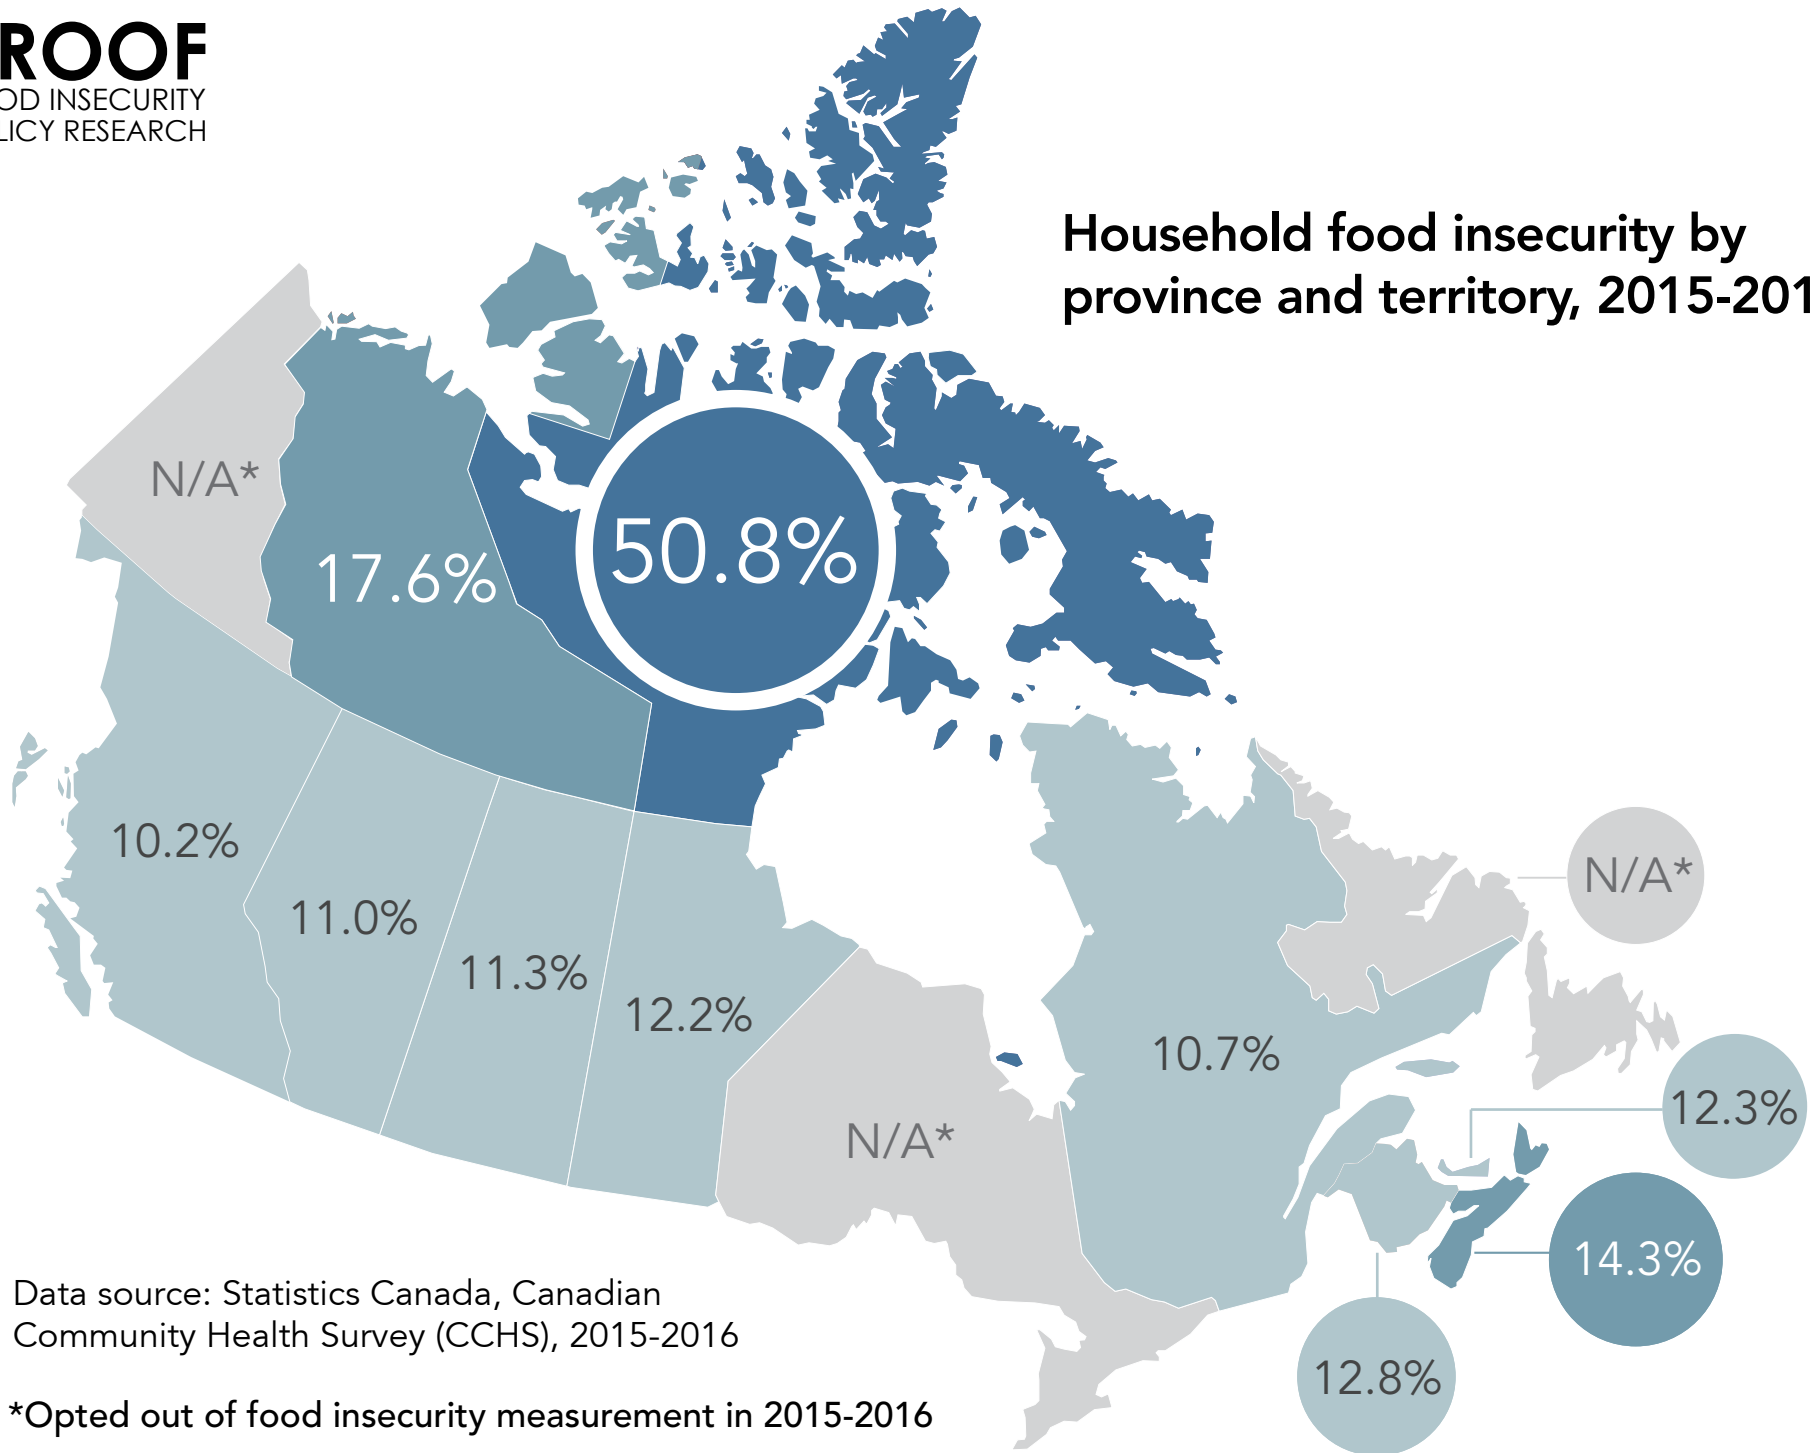 ROOF
OD INSECURITY
LICY RESEARCH
Household food insecurity by
province and territory, 2015-201
N/A*
17.6%
50.8%
10.2%
11.0%
11.3%
12.2%
N/A*
10.7%
N/A*
12.3%
14.3%
12.8%
Data source: Statistics Canada, Canadian
Community Health Survey (CCHS), 2015-2016
*Opted out of food insecurity measurement in 2015-2016